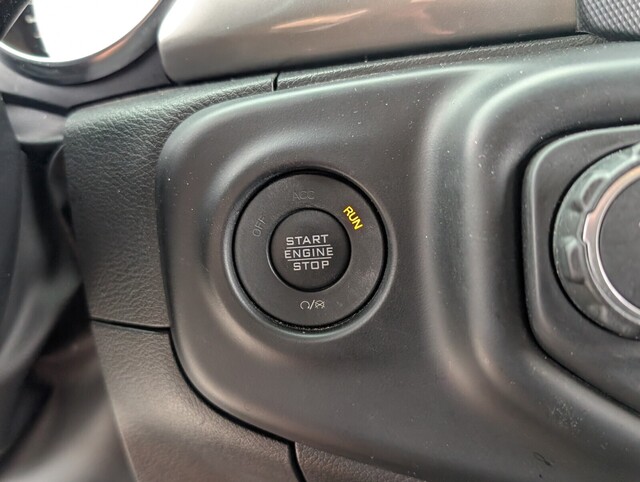 ACC
OFF
RUN
START
ENGINE
STOP